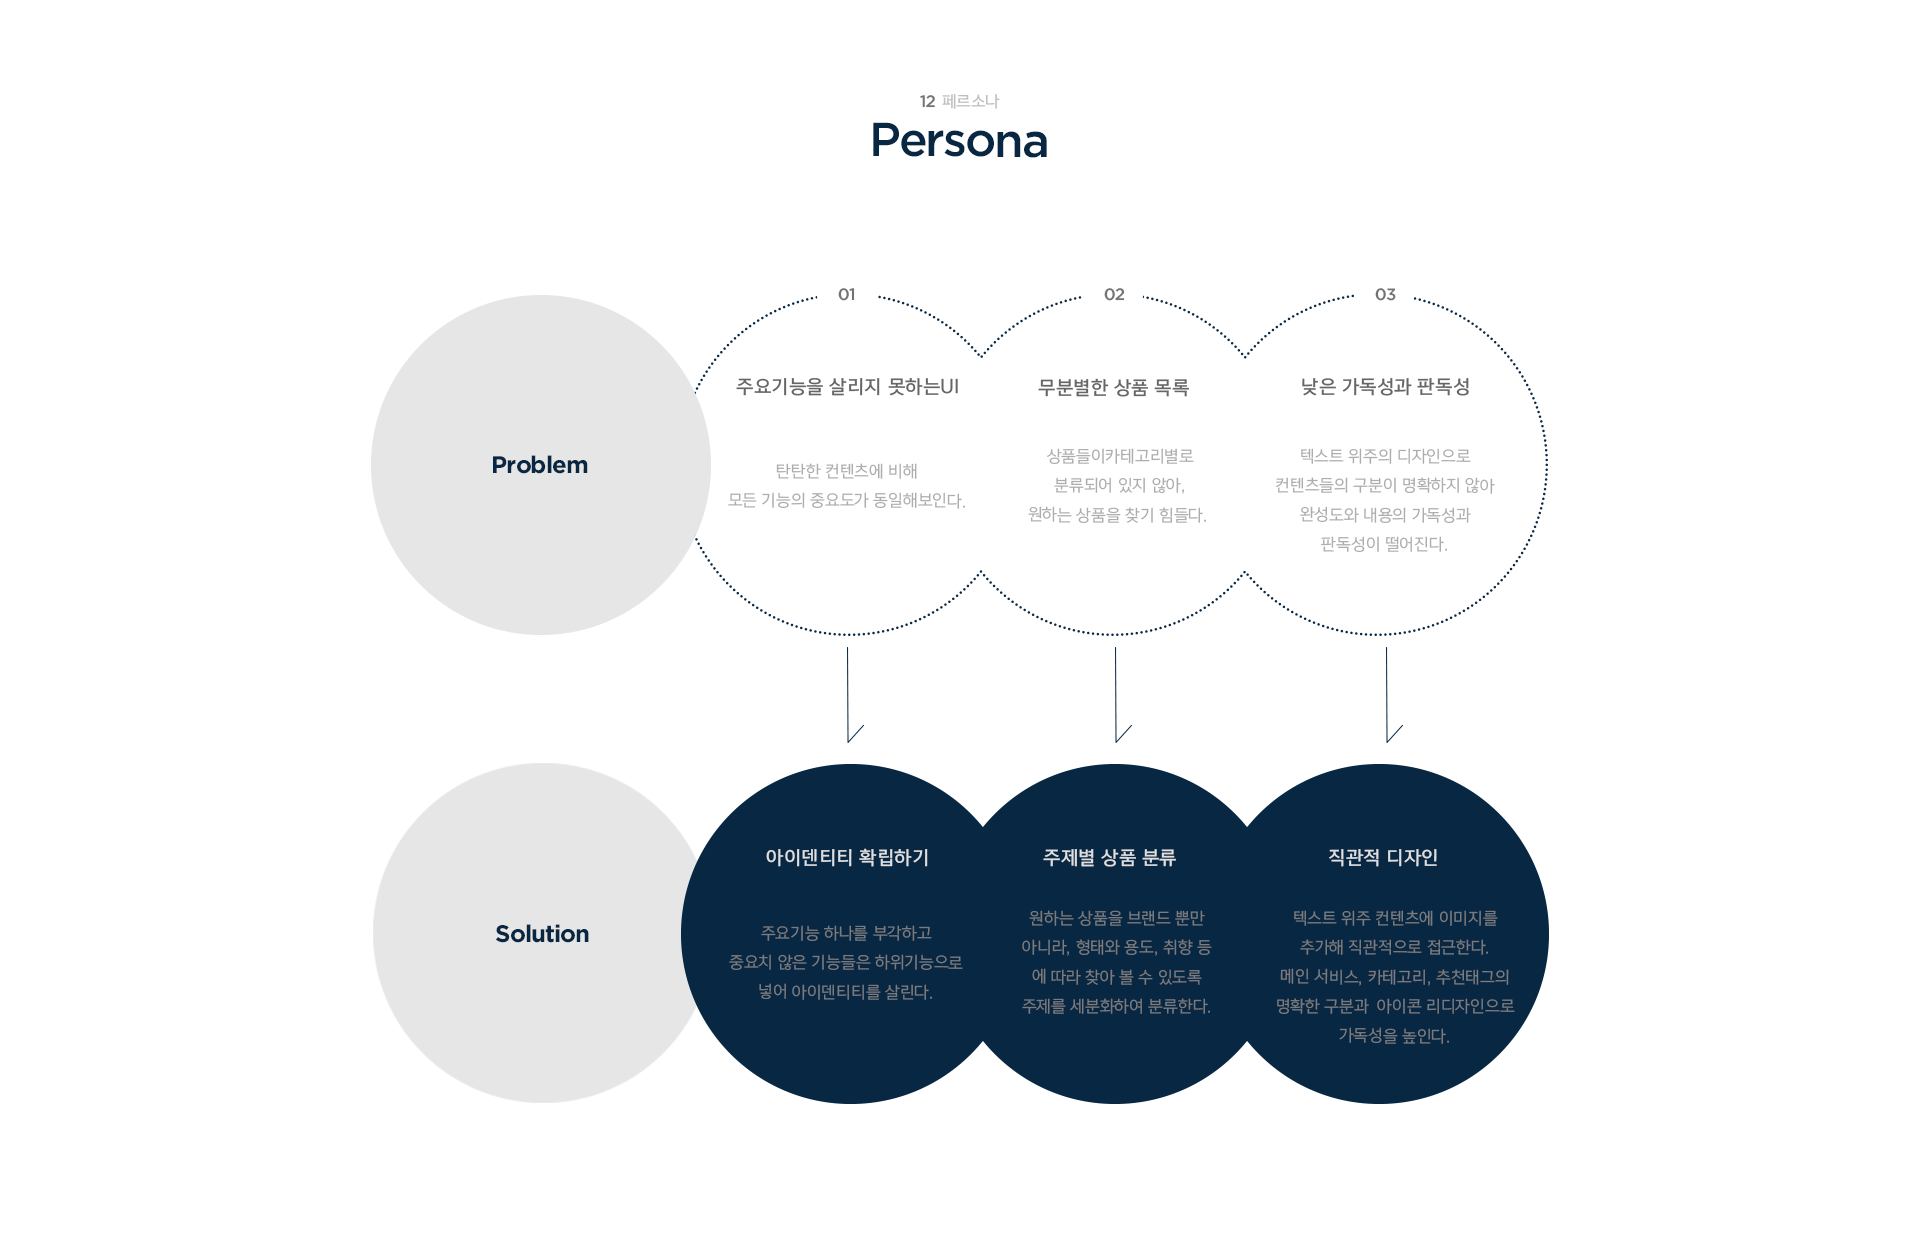 12 페르소나
Persona
Problem
01
주요기능을 살리지 못하는UI
탄탄한 컨텐츠에 비해
모든 기능의 중요도가 동일해보인다.
02
무분별한 상품 목록
상품들이카테고리별로
분류되어 있지 않아,
원하는 상품을 찾기 힘들다.
03
낮은 가독성과 판독성
텍스트 위주의 디자인으로
컨텐츠들의 구분이 명확하지 않아
완성도와 내용의 가독성과
판독성이 떨어진다.
Solution
아이덴티티 확립하기
주요기능 하나를 부각하고
중요치 않은 기능들은 하위기능으로
넣어 아이덴티티를 살린다.
주제별 상품 분류
원하는 상품을 브랜드 뿐만
아니라, 형태와 용도, 취향 등
에 따라 찾아 볼 수 있도록
주제를 세분화하여 분류한다.
직관적 디자인
텍스트 위주 컨텐츠에 이미지를
추가해 직관적으로 접근한다.
메인 서비스, 카테고리, 추천태그의
명확한 구분과 아이콘 리디자인으로
가독성을 높인다.